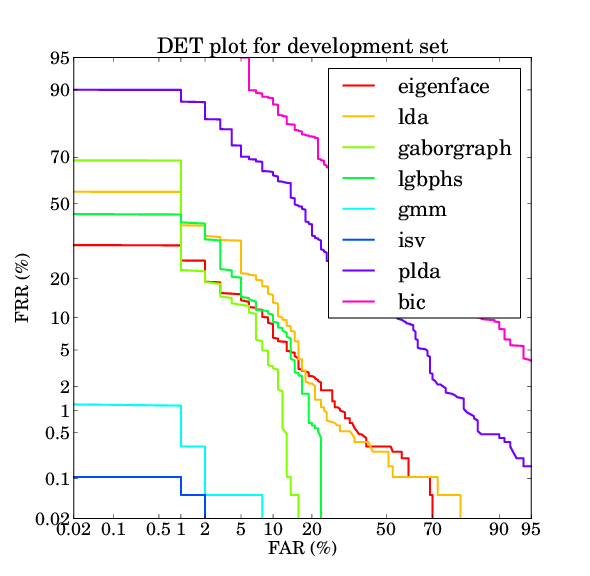 DET plot for development set
95
90
70
50
20
10
5
2
1
0.5
0.1
0.02
FRR (%)
eigenface
lda
gaborgraph
lgbphs
gmm
isv
plda
bic
0.02 0.1 0.5 1 2 5 10 20 50 70 90 95
FAR (%)